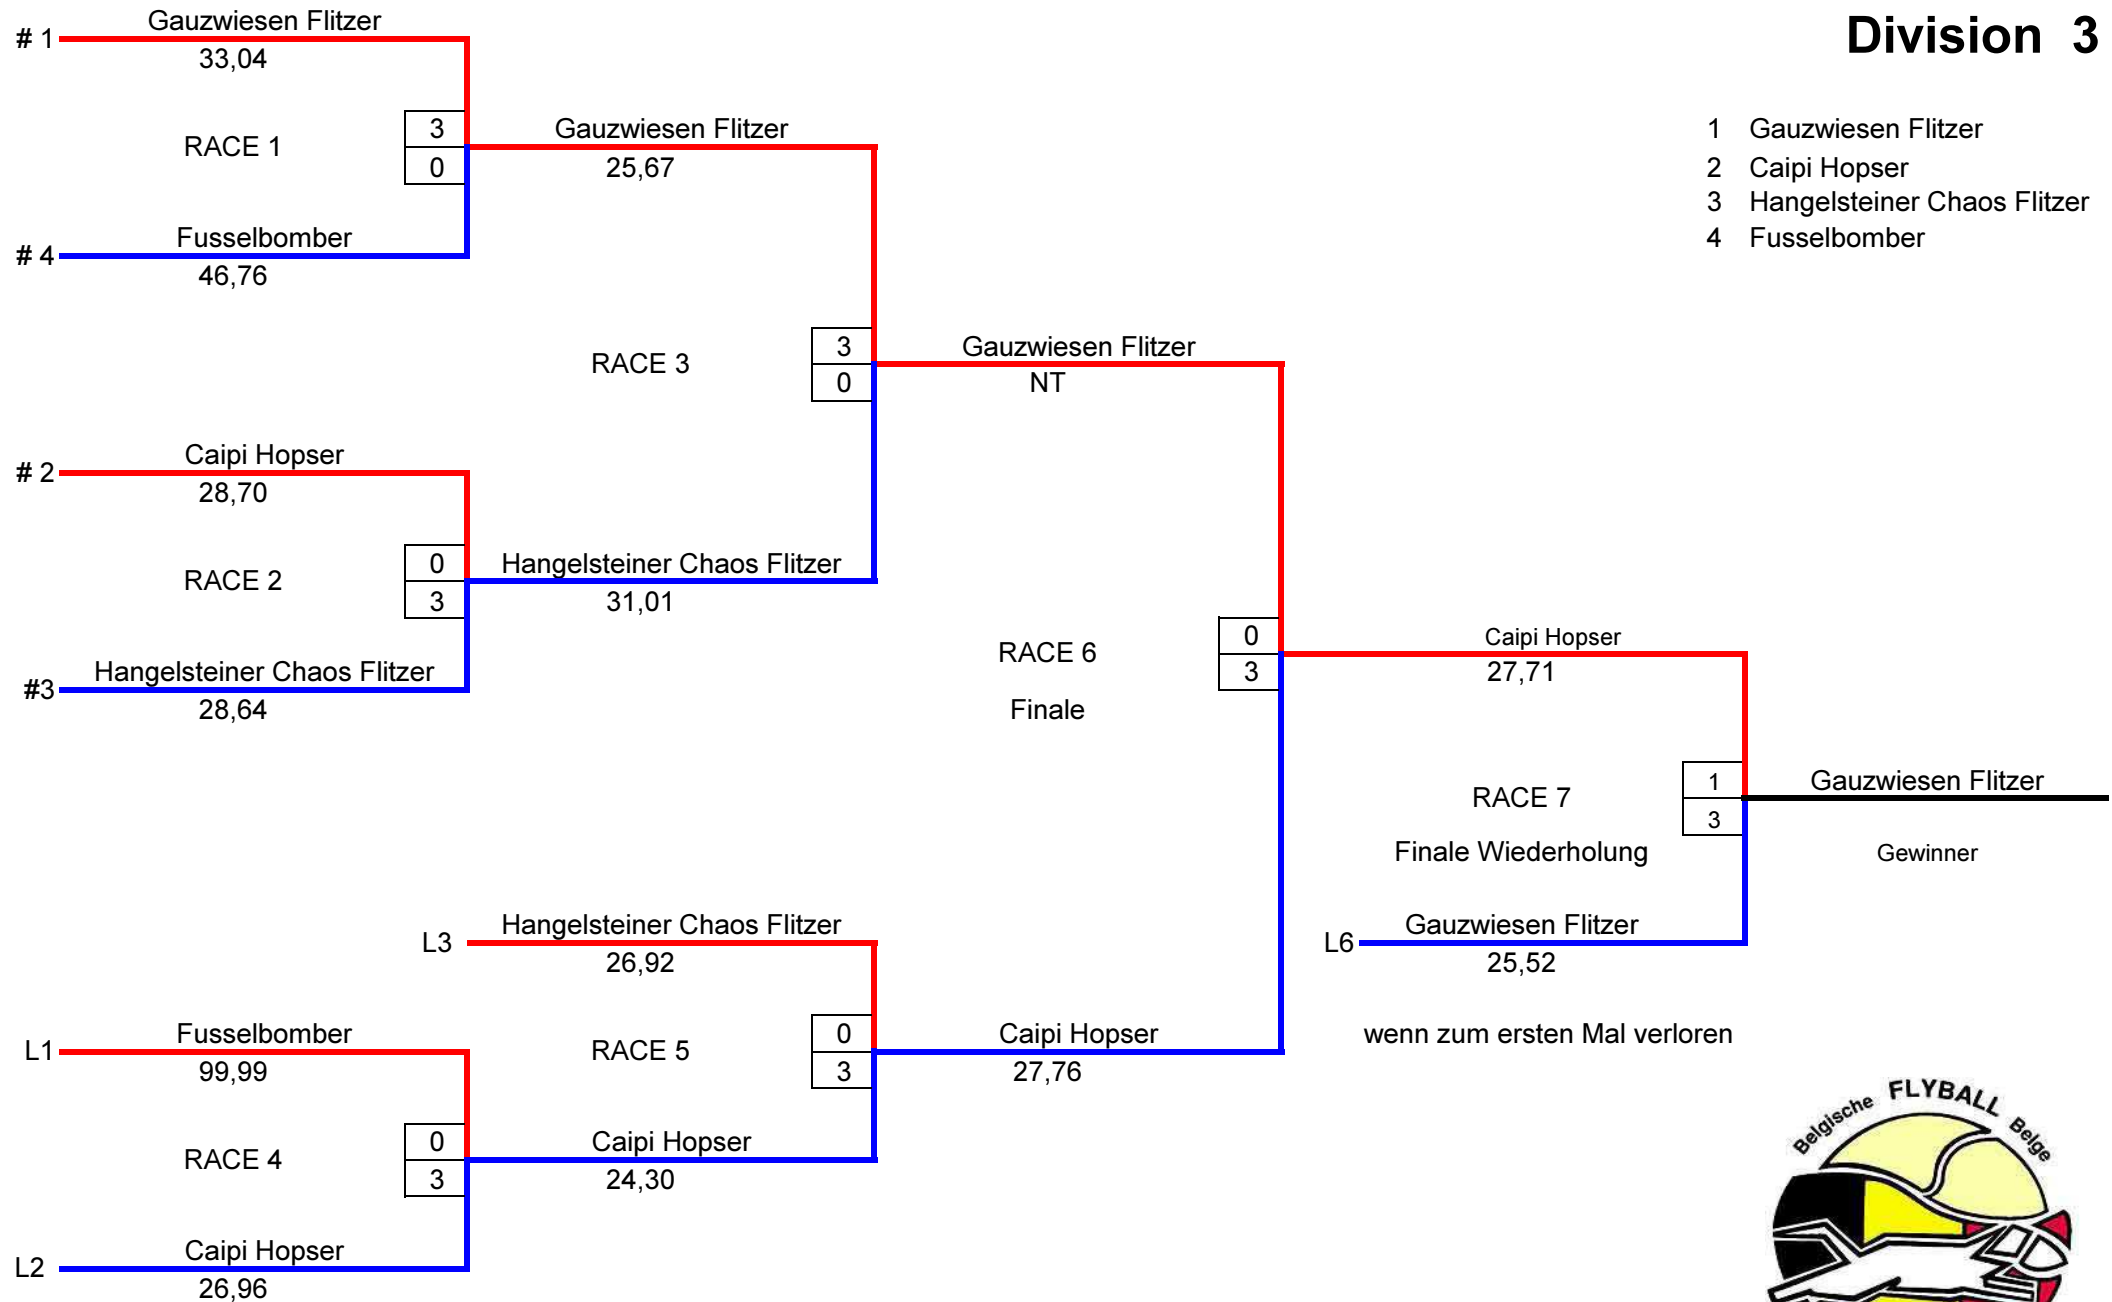 Division 3
Gauzwiesen Flitzer
# 1
33,04
3
RACE 1
0
Fusselbomber
# 4
46,76
Gauzwiesen Flitzer
25,67
1 Gauzwiesen Flitzer
2 Caipi Hopser
3 Hangelsteiner Chaos Flitzer
4 Fusselbomber
RACE 3
3
0
Gauzwiesen Flitzer
NT
Caipi Hopser
# 2
28,70
0
RACE 2
3
Hangelsteiner Chaos Flitzer
#3
28,64
Hangelsteiner Chaos Flitzer
31,01
RACE 6
0
3
Finale
Caipi Hopser
27,71
RACE 7
1
3
Finale Wiederholung
Gauzwiesen Flitzer
Gewinner
L3
Hangelsteiner Chaos Flitzer
26,92
L6
Gauzwiesen Flitzer
25,52
wenn zum ersten Mal verloren
RACE 5
0
3
Caipi Hopser
27,76
Fusselbomber
L1
99,99
0
RACE 4
3
Caipi Hopser
24,30
Caipi Hopser
L2
26,96
Belgische FLYBALL Belge